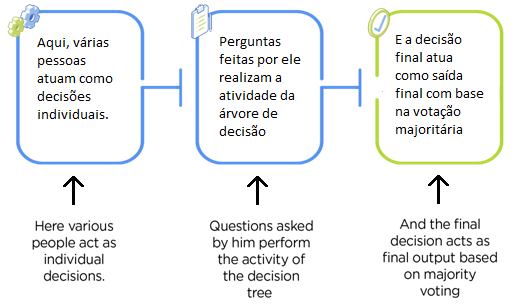 Aqui, várias
pessoas
atuam como
decisões
individuais.
Perguntas
feitas por ele
realizam a
atividade da
árvore de
decisão
E a decisão
final atua
como saída
final com base
na votação
majoritária
Here various
people act as
individual
decisions.
Questions asked
by him perform
the activity of
the decision
tree
And the final
decision acts as
final output based
on majority
voting